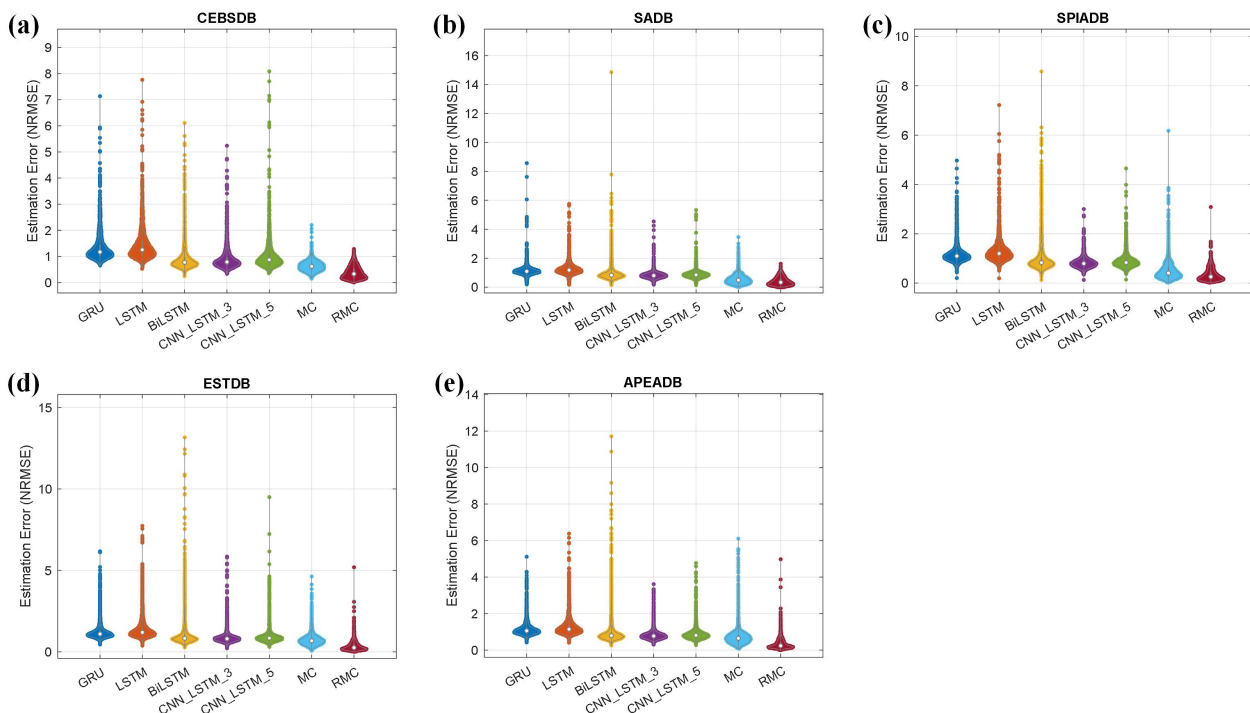 (a)
CEBSDB
Estimation Error (NRMSE)
9
8
7
6
5
4
3
2
1
0
GRU
LSTM
BiLSTM
CNN_LSTM_3
CNN_LSTM_5
MC
RMC
(b)
SADB
Estimation Error (NRMSE)
16
14
12
10
8
6
4
2
0
GRU
LSTM
BiLSTM
CNN_LSTM_3
CNN_LSTM_5
MC
RMC
(c)
SPIADB
Estimation Error (NRMSE)
10
8
6
4
2
0
GRU
LSTM
BiLSTM
CNN_LSTM_3
CNN_LSTM_5
MC
RMC
(d)
ESTDB
Estimation Error (NRMSE)
15
10
5
0
GRU
LSTM
BiLSTM
CNN_LSTM_3
CNN_LSTM_5
MC
RMC
(e)
APEADB
Estimation Error (NRMSE)
14
12
10
8
6
4
2
0
GRU
LSTM
BiLSTM
CNN_LSTM_3
CNN_LSTM_5
MC
RMC